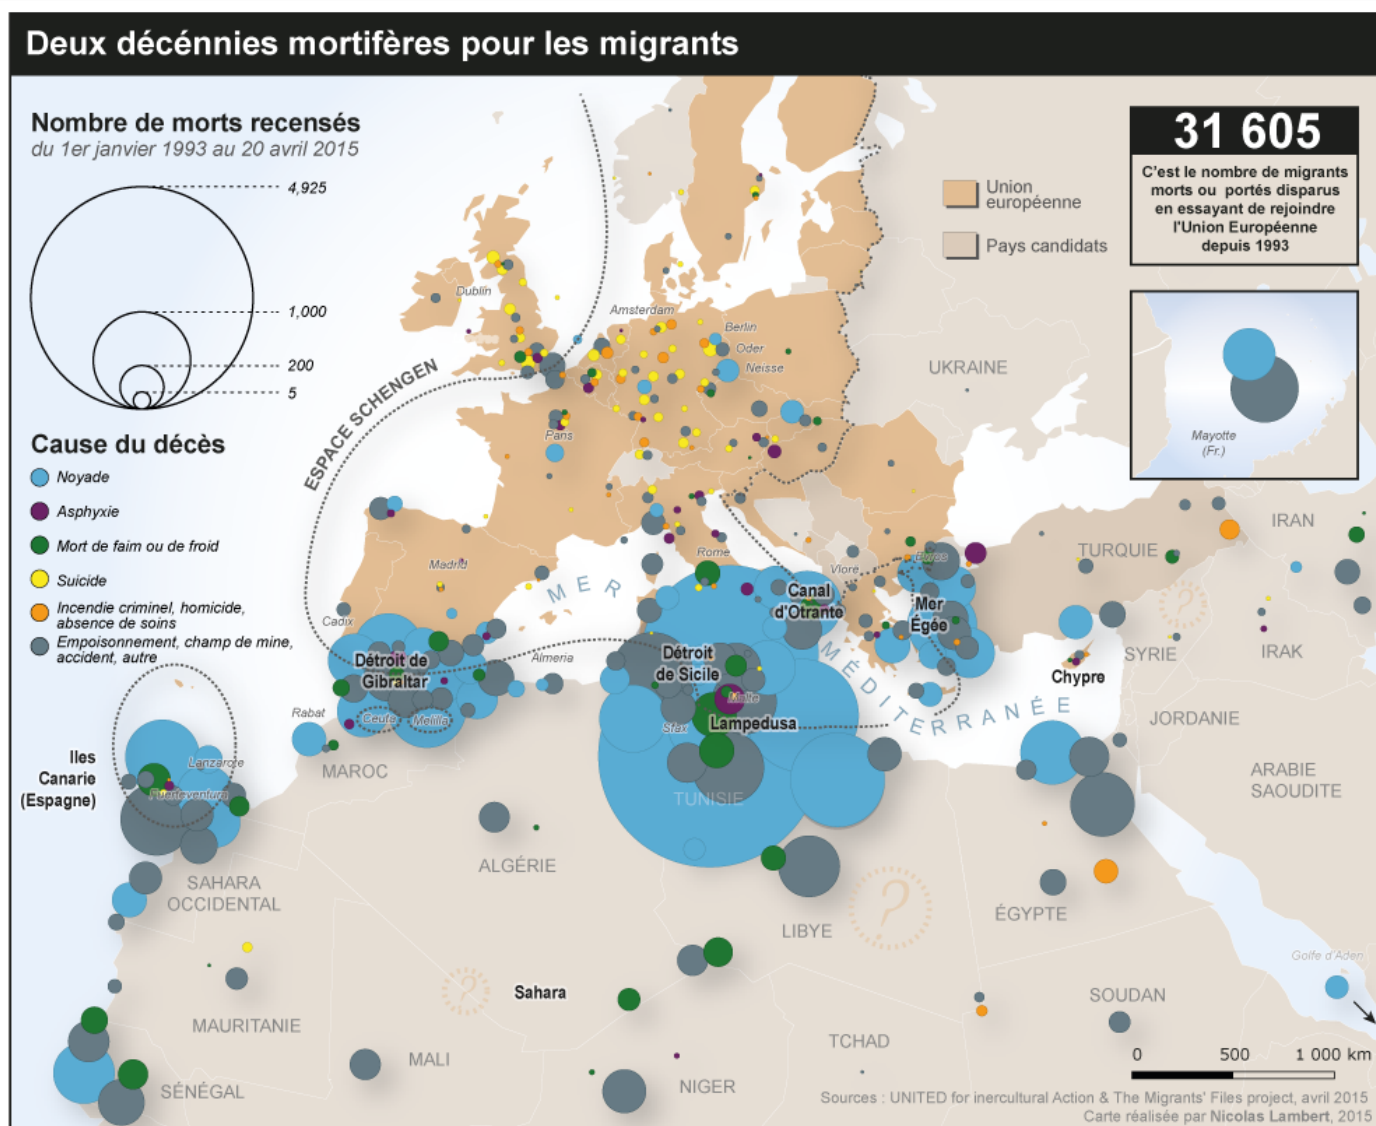 Deux décénnies mortifères pour les migrants
Nombre de morts recensés
du 1er janvier 1993 au 20 avril 2015
4,925
1,000
200
5
Cause du décès
Noyade
Asphyxie
Mort de faim ou de froid
Suicide
Incendie criminel, homicide,
absence de soins
Empoisonnement, champ de mine,
accident, autre
Union
européenne
Pays candidats
31 605
C'est le nombre de migrants
morts ou portés disparus
en essayant de rejoindre
l'Union Européenne
depuis 1993
Mayotte
(Fr.)
ESPACE SCHENGEN
Dublin
Amsterdam
Berlin
Oder
Neisse
Paris
UKRAINE
Madrid
Rome
Vlorë
Evros
TURQUIE
IRAN
MER
MÉDITERRANÉE
Canal
d'Otrante
Mer
Égée
Cadix
Détroit de
Gibraltar
Almeria
Détroit
de Sicile
Malte
Lampedusa
Sfax
Chypre
SYRIE
IRAK
JORDANIE
ARABIE
SAOUDITE
Rabat
Ceuta
Melilla
MAROC
Iles
Canarie
(Espagne)
Lanzarote
Fuerteventura
TUNISIE
ALGÉRIE
SAHARA
OCCIDENTAL
LIBYE
?
ÉGYPTE
?
?
Sahara
Golfe d'Aden
SOUDAN
MAURITANIE
MALI
TCHAD
NIGER
SÉNÉGAL
0 500 1 000 km
Sources : UNITED for inercultural Action & The Migrants' Files project, avril 2015
Carte réalisée par Nicolas Lambert, 2015